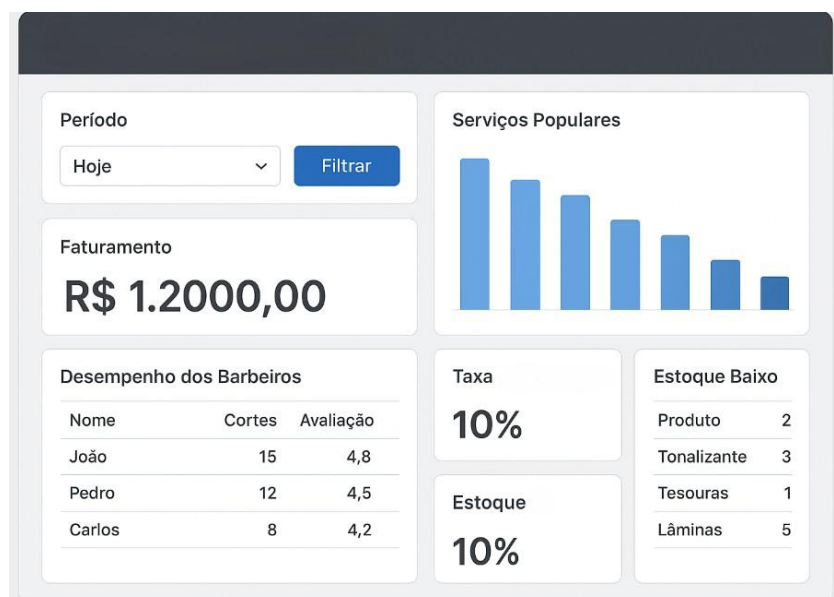 Período
Hoje
Filtrar
Serviços Populares
Faturamento
R$ 1.2000,00
Desempenho dos Barbeiros
Nome Cortes Avaliação
João 15 4,8
Pedro 12 4,5
Carlos 8 4,2
Taxa
10%
Estoque
10%
Estoque Baixo
Produto 2
Tonalizante 3
Tesouras 1
Lâminas 5